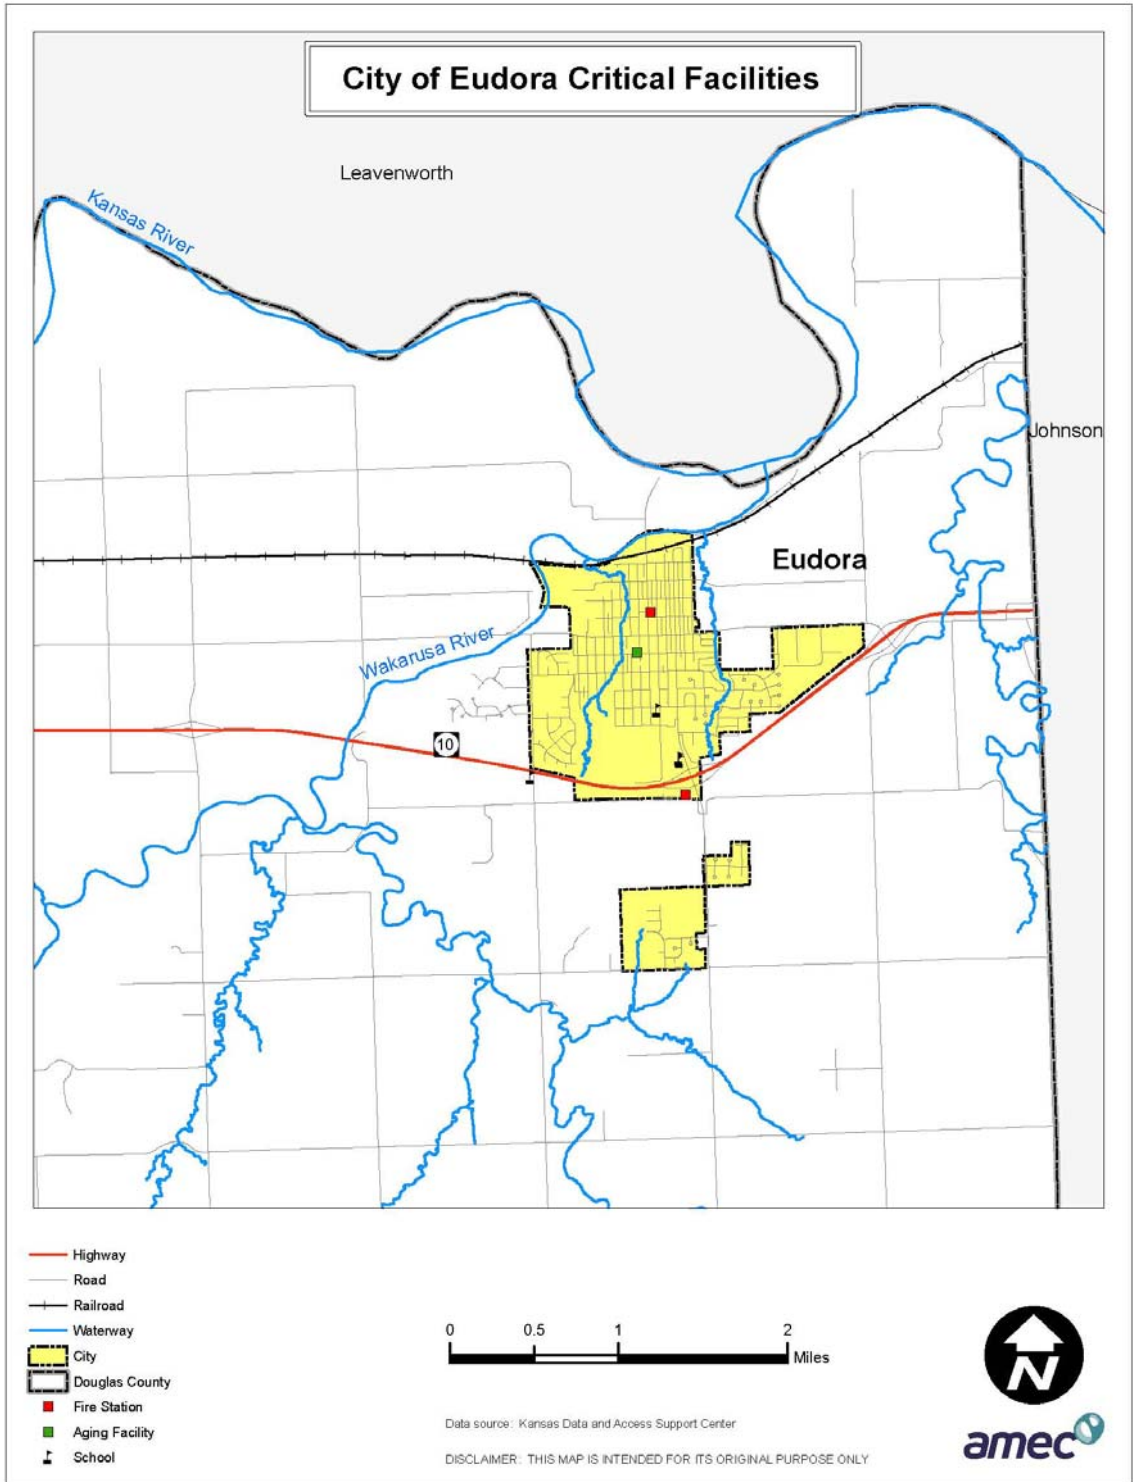 City of Eudora Critical Facilities
Leavenworth
Kansas River
Johnson
Eudora
Wakarusa River
10
Highway
Road
Railroad
Waterway
City
Douglas County
Fire Station
Aging Facility
School
0 0.5 1 2
Miles
Data source: Kansas Data and Access Support Center
DISCLAIMER: THIS MAP IS INTENDED FOR ITS ORIGINAL PURPOSE ONLY
N
amec